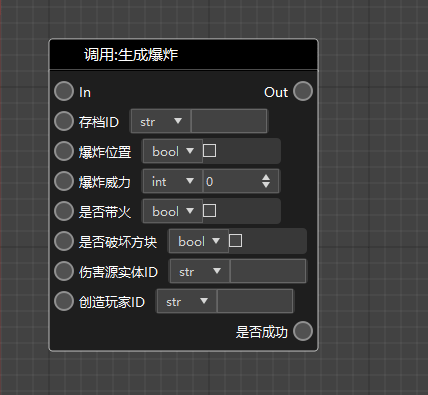 调用:生成爆炸
In Out
存档ID str
爆炸位置 bool
爆炸威力 int 0
是否带火 bool
是否破坏方块 bool
伤害源实体ID str
创造玩家ID str
是否成功